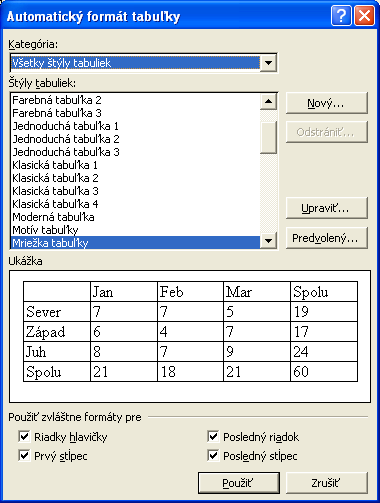 Automatický formát tabuľky
Kategória:
Všetky štýly tabuliek
Štýly tabuliek:
Farebná tabuľka 2
Farebná tabuľka 3
Jednoduchá tabuľka 1
Jednoduchá tabuľka 2
Jednoduchá tabuľka 3
Klasická tabuľka 1
Klasická tabuľka 2
Klasická tabuľka 3
Klasická tabuľka 4
Moderná tabuľka
Motív tabuľky
Mriežka tabuľky
Nový...
Odstrániť...
Upraviť...
Predvolený...
Ukážka
Jan Feb Mar Spolu
Sever 7 7 5 19
Západ 6 4 7 17
Juh 8 7 9 24
Spolu 21 18 21 60
Použiť zvláštne formáty pre
Riadky hlavičky
Posledný riadok
Prvý stĺpec
Posledný stĺpec
Použiť
Zrušiť